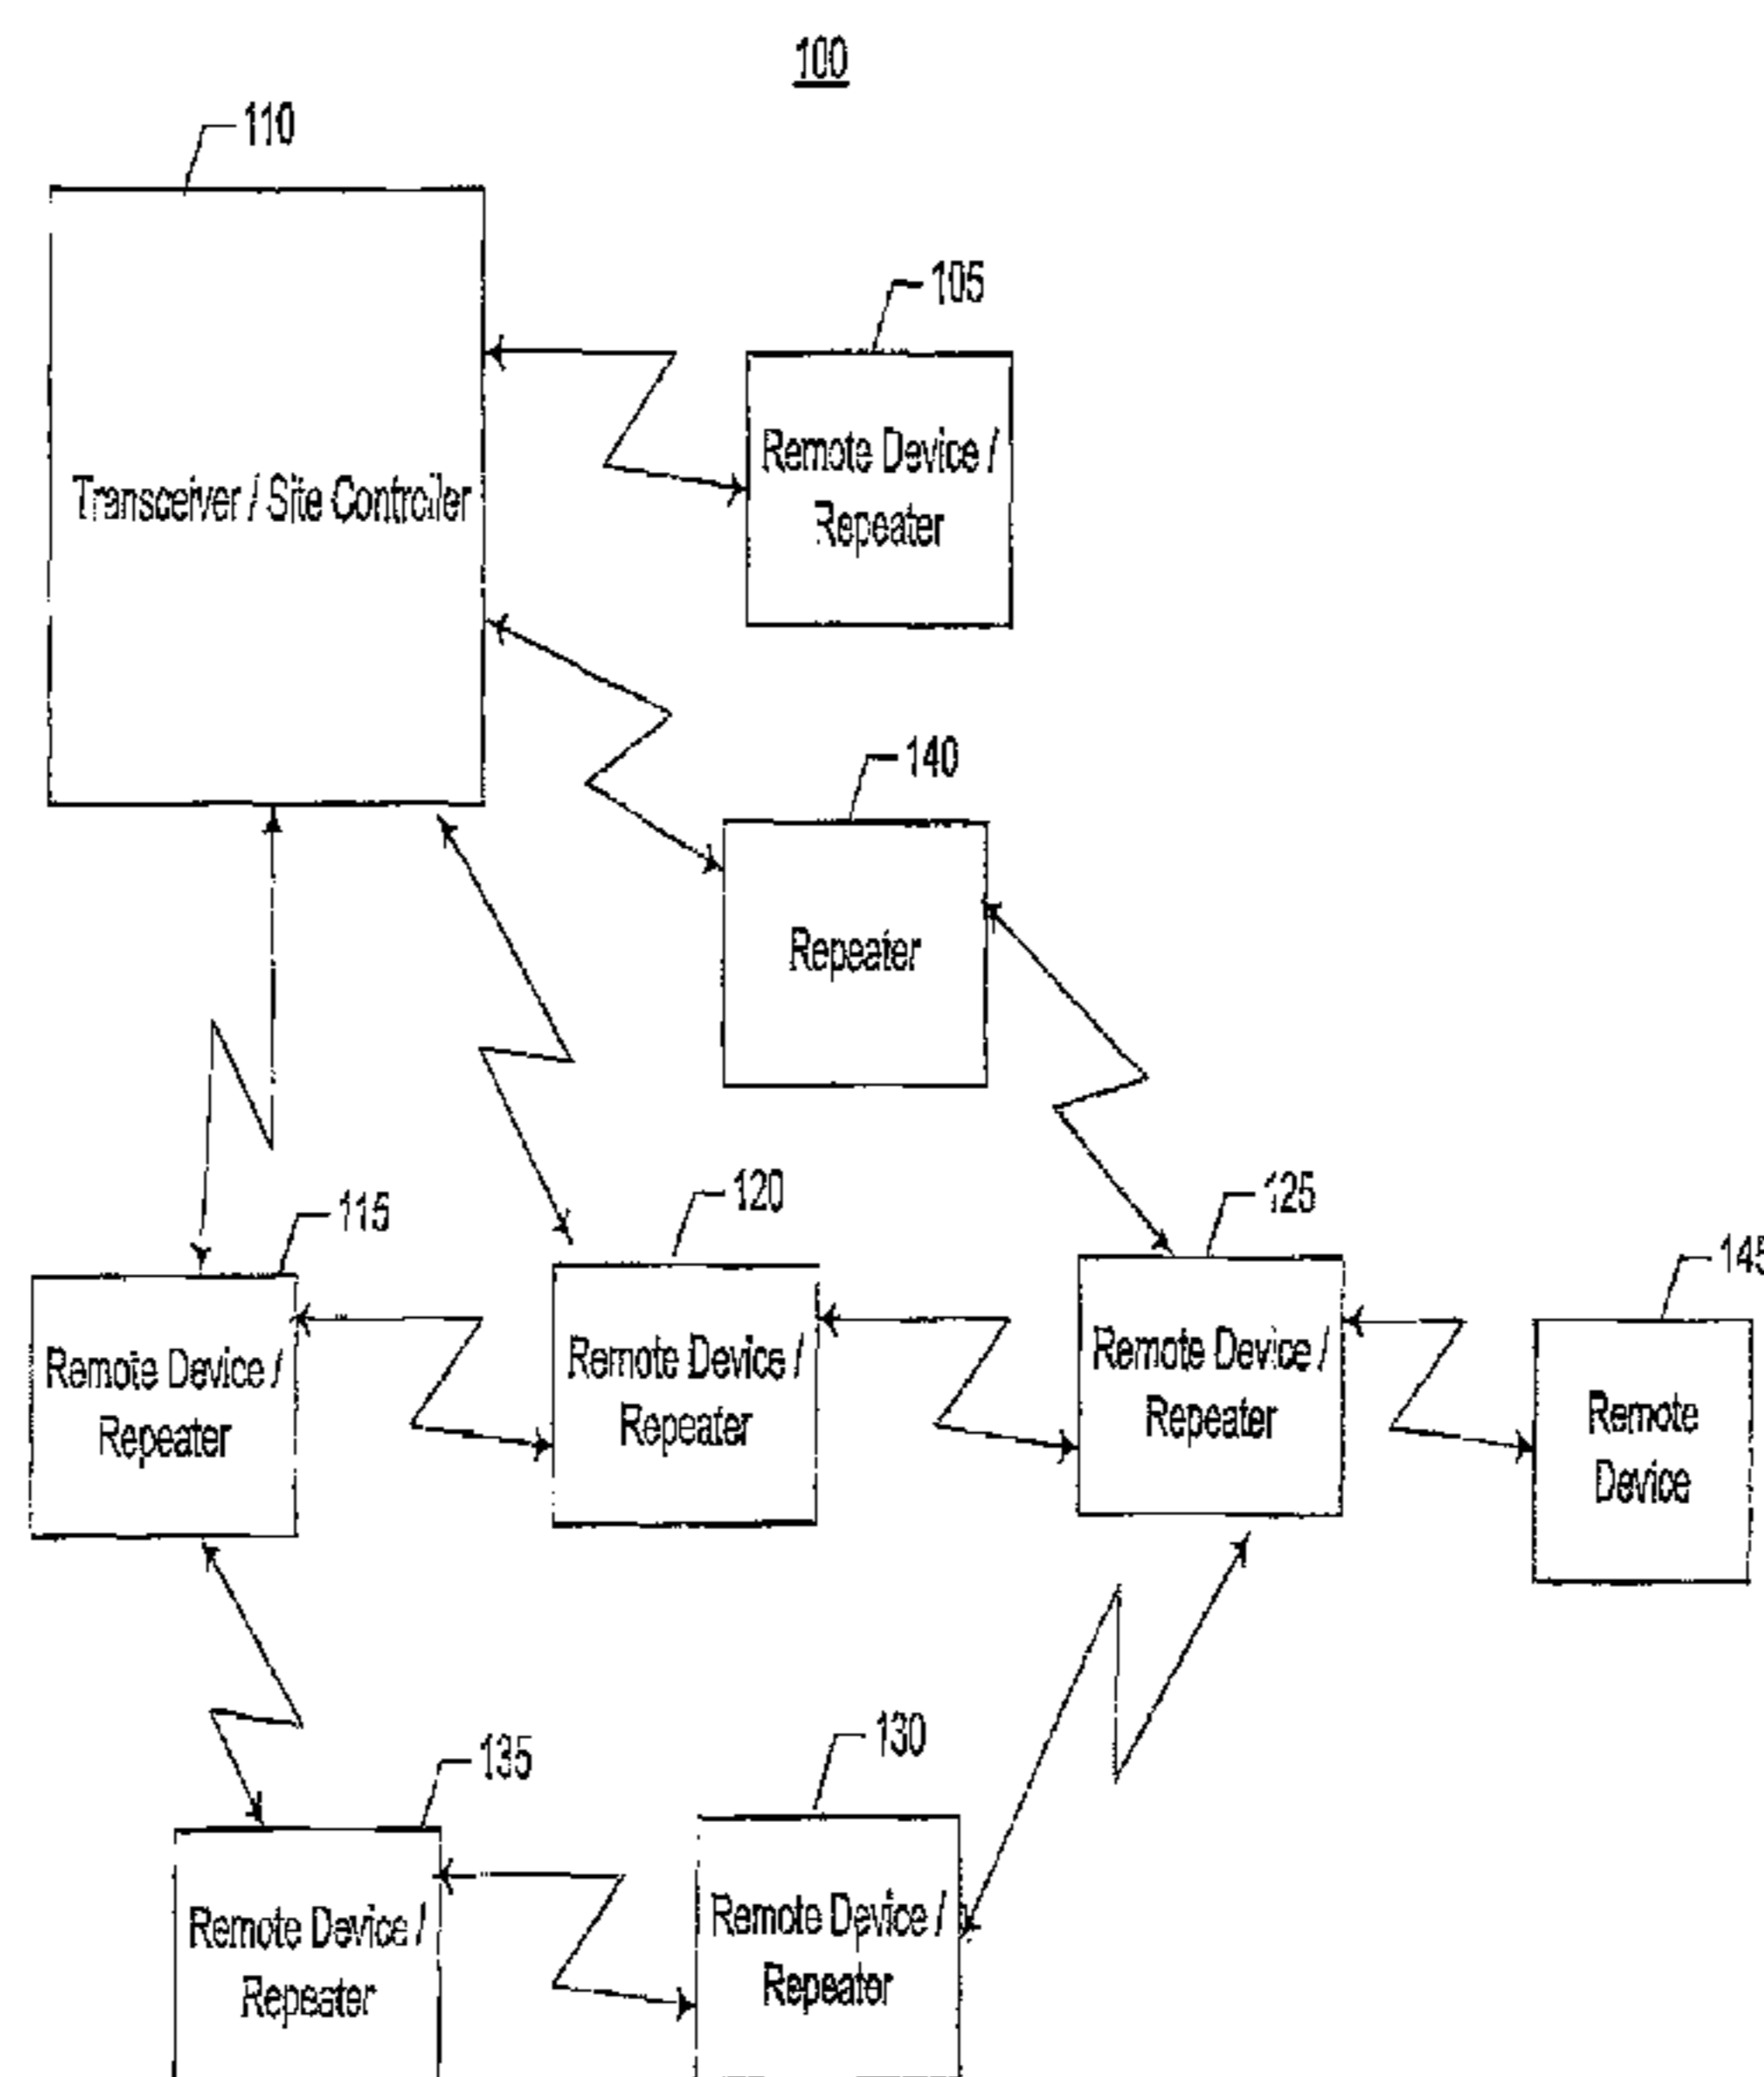 100
110
Transceiver / Site Controller
105
Remote Device /
Repeater
140
Repeater
115
Remote Device /
Repeater
120
Remote Device /
Repeater
125
Remote Device /
Repeater
145
Remote
Device
135
Remote Device /
Repeater
130
Remote Device /
Repeater